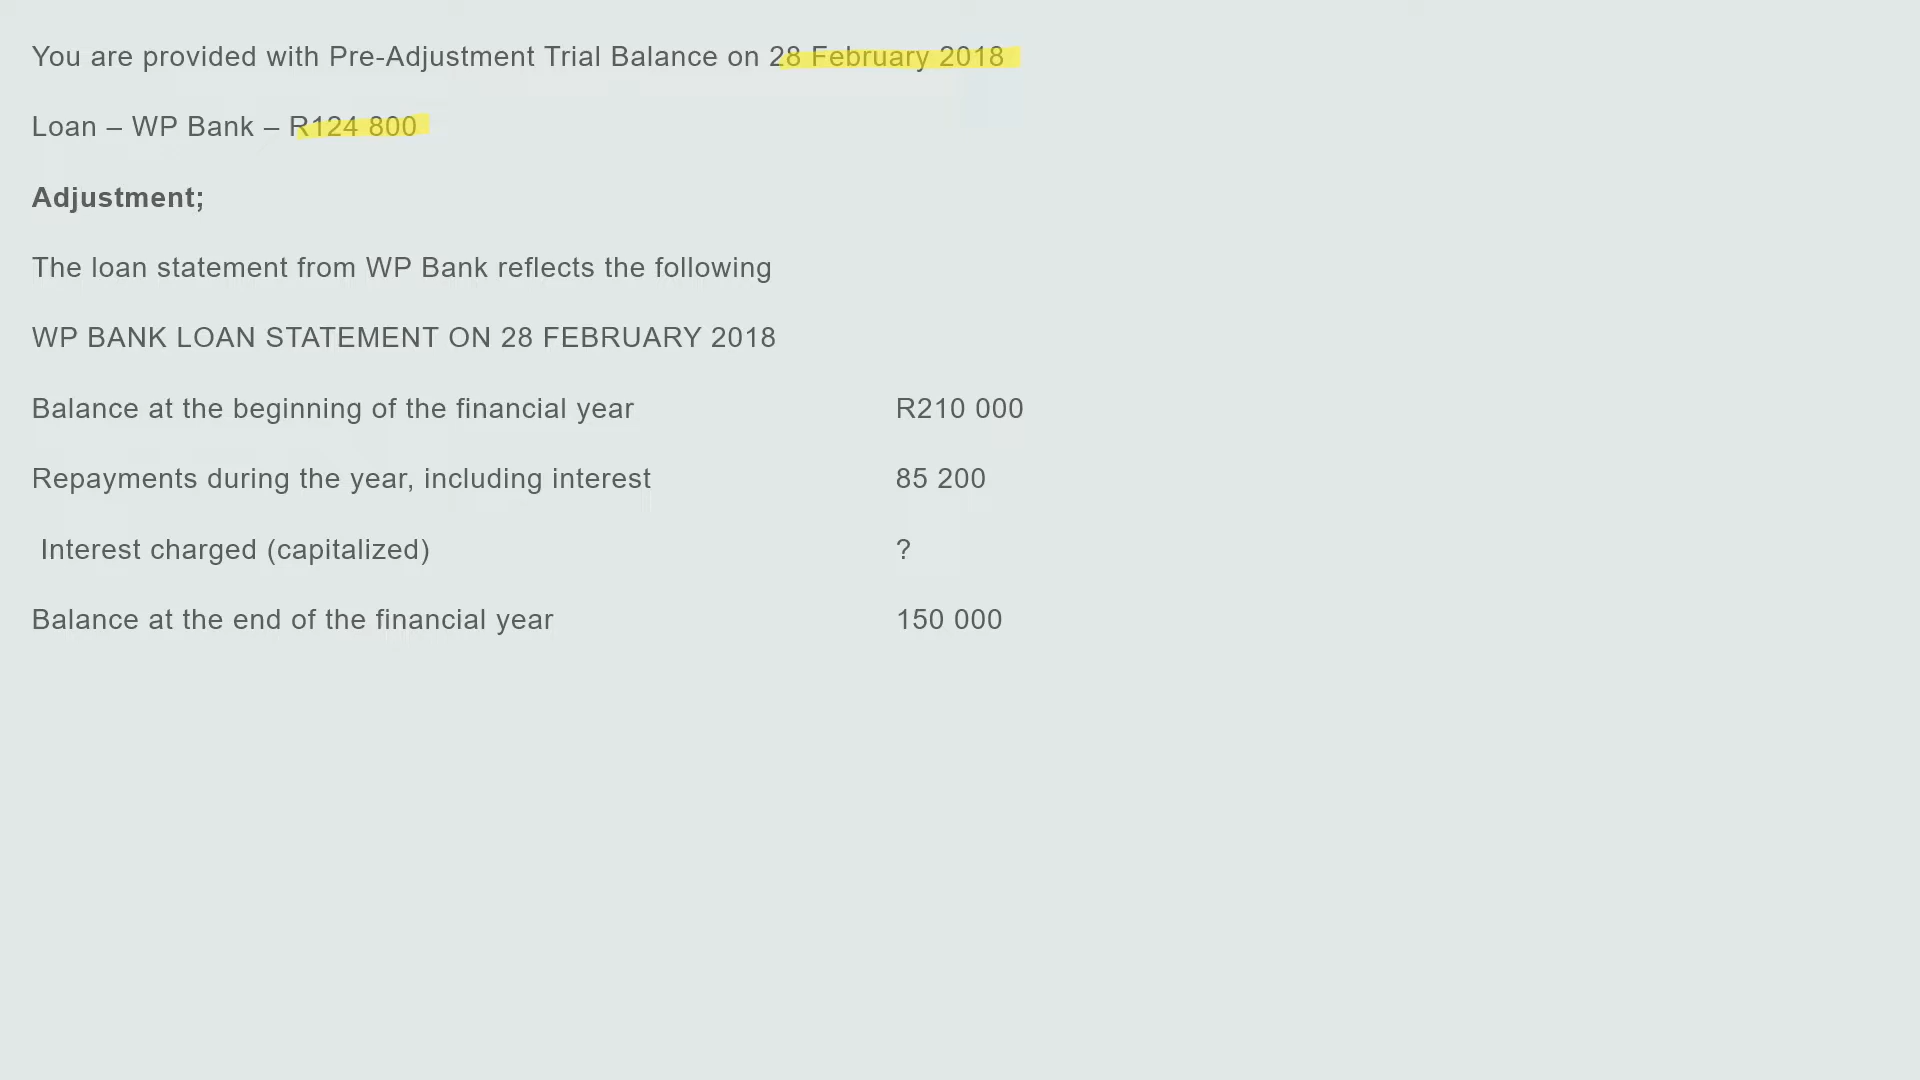 You are provided with Pre-Adjustment Trial Balance on 28 February 2018
Loan – WP Bank – R124 800
Adjustment;
The loan statement from WP Bank reflects the following
WP BANK LOAN STATEMENT ON 28 FEBRUARY 2018
Balance at the beginning of the financial year R210 000
Repayments during the year, including interest 85 200
Interest charged (capitalized) ?
Balance at the end of the financial year 150 000